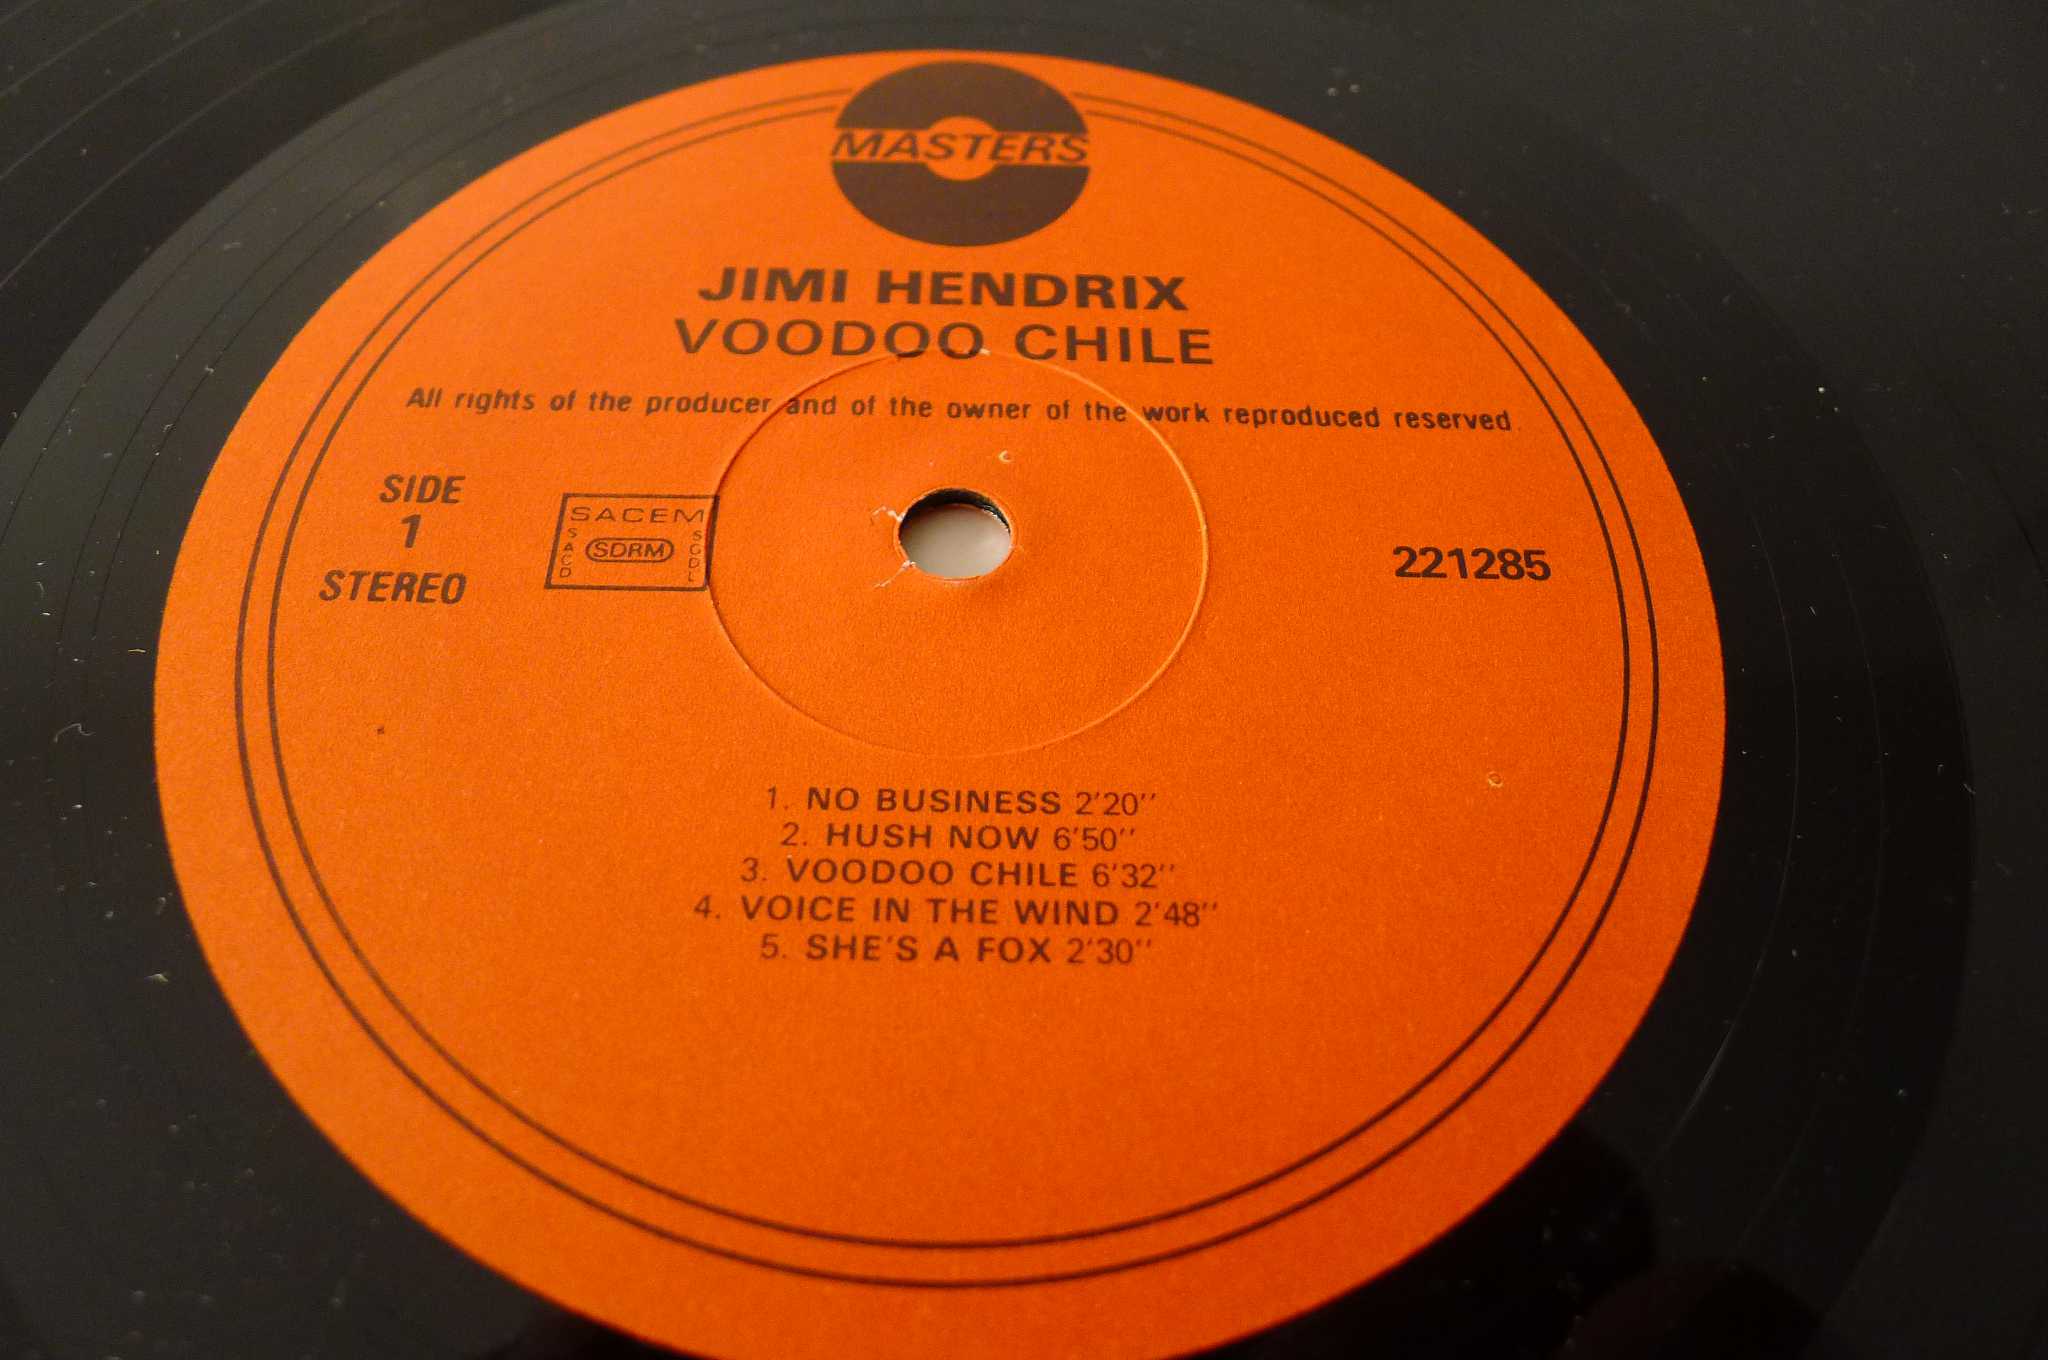 MASTERS
JIMI HENDRIX
VOODOO CHILE
All rights of the producer and of the owner of the work reproduced reserved.
SIDE
1
STEREO
SACEM
SACD
SDRM
SGDL
221285
1. NO BUSINESS 2'20''
2. HUSH NOW 6'50''
3. VOODOO CHILE 6'32''
4. VOICE IN THE WIND 2'48''
5. SHE'S A FOX 2'30''